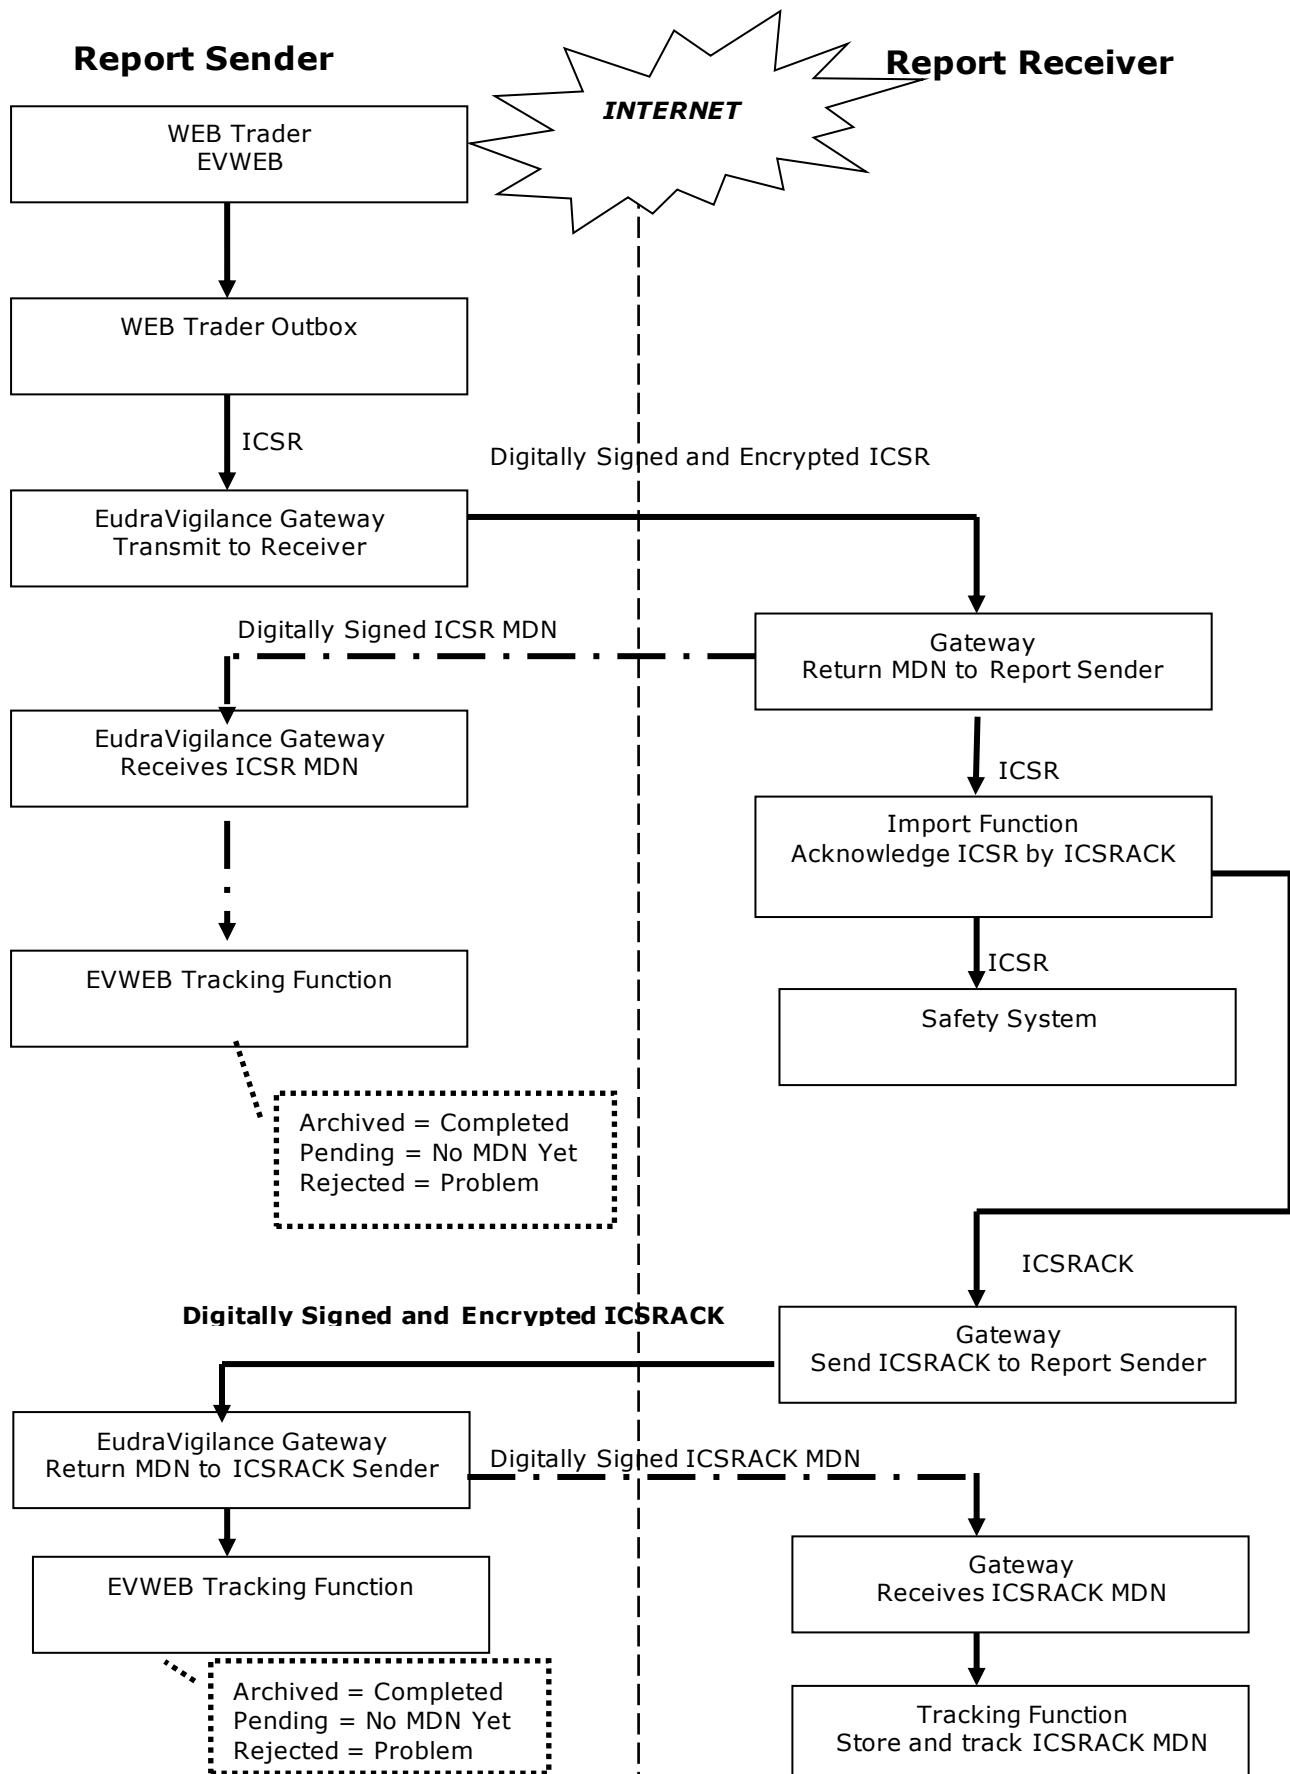 Report Sender
INTERNET
Report Receiver
WEB Trader
EVWEB
WEB Trader Outbox
ICSR
Digitally Signed and Encrypted ICSR
EudraVigilance Gateway
Transmit to Receiver
Digitally Signed ICSR MDN
Gateway
Return MDN to Report Sender
EudraVigilance Gateway
Receives ICSR MDN
ICSR
Import Function
Acknowledge ICSR by ICSRACK
ICSR
EVWEB Tracking Function
Safety System
Archived = Completed
Pending = No MDN Yet
Rejected = Problem
ICSRACK
Digitally Signed and Encrypted ICSRACK
Gateway
Send ICSRACK to Report Sender
EudraVigilance Gateway
Return MDN to ICSRACK Sender
Digitally Signed ICSRACK MDN
Gateway
Receives ICSRACK MDN
EVWEB Tracking Function
Archived = Completed
Pending = No MDN Yet
Rejected = Problem
Tracking Function
Store and track ICSRACK MDN